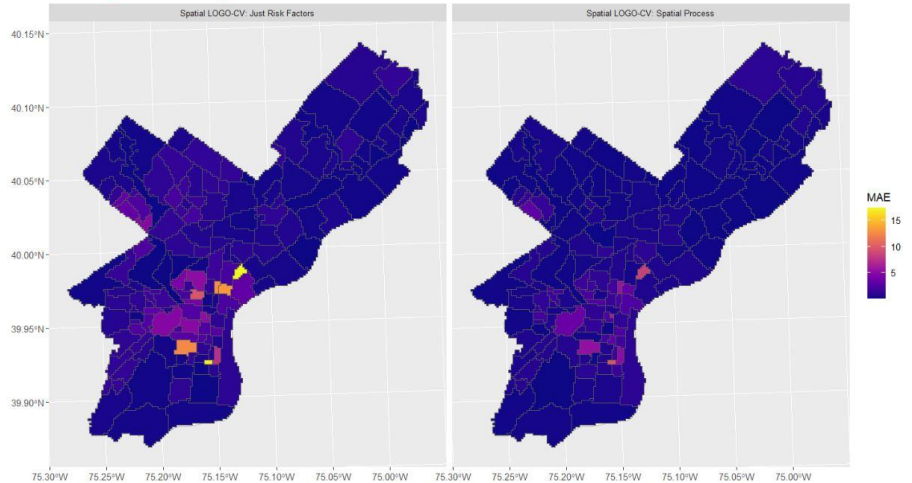 Spatial LOGO-CV: Just Risk Factors
Spatial LOGO-CV: Spatial Process
40.15°N
40.10°N
40.05°N
40.00°N
39.95°N
39.90°N
MAE
15
10
5
75.30°W 75.25°W 75.20°W 75.15°W 75.10°W 75.05°W 75.00°W 75.30°W 75.25°W 75.20°W 75.15°W 75.10°W 75.05°W 75.00°W